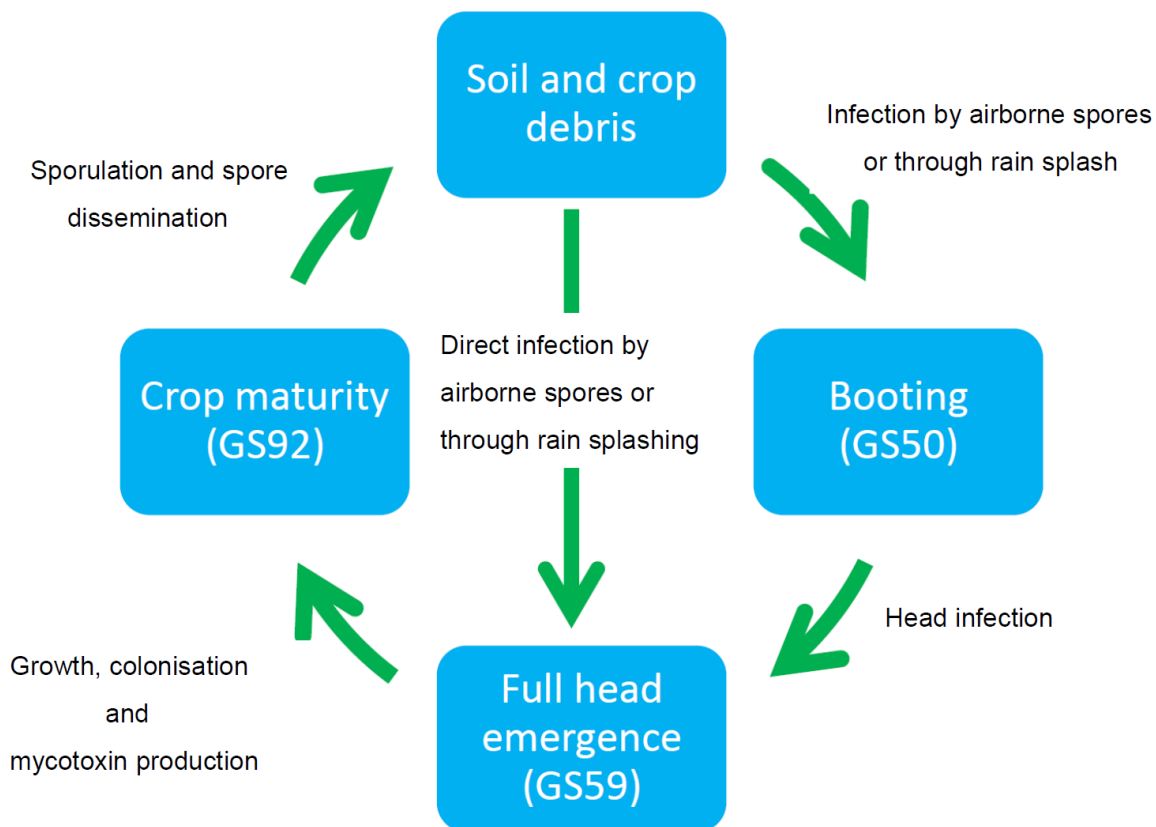 Soil and crop
debris
Infection by airborne spores
or through rain splash
Sporulation and spore
dissemination
Crop maturity
(GS92)
Direct infection by
airborne spores or
through rain splashing
Booting
(GS50)
Head infection
Growth, colonisation
and
mycotoxin production
Full head
emergence
(GS59)